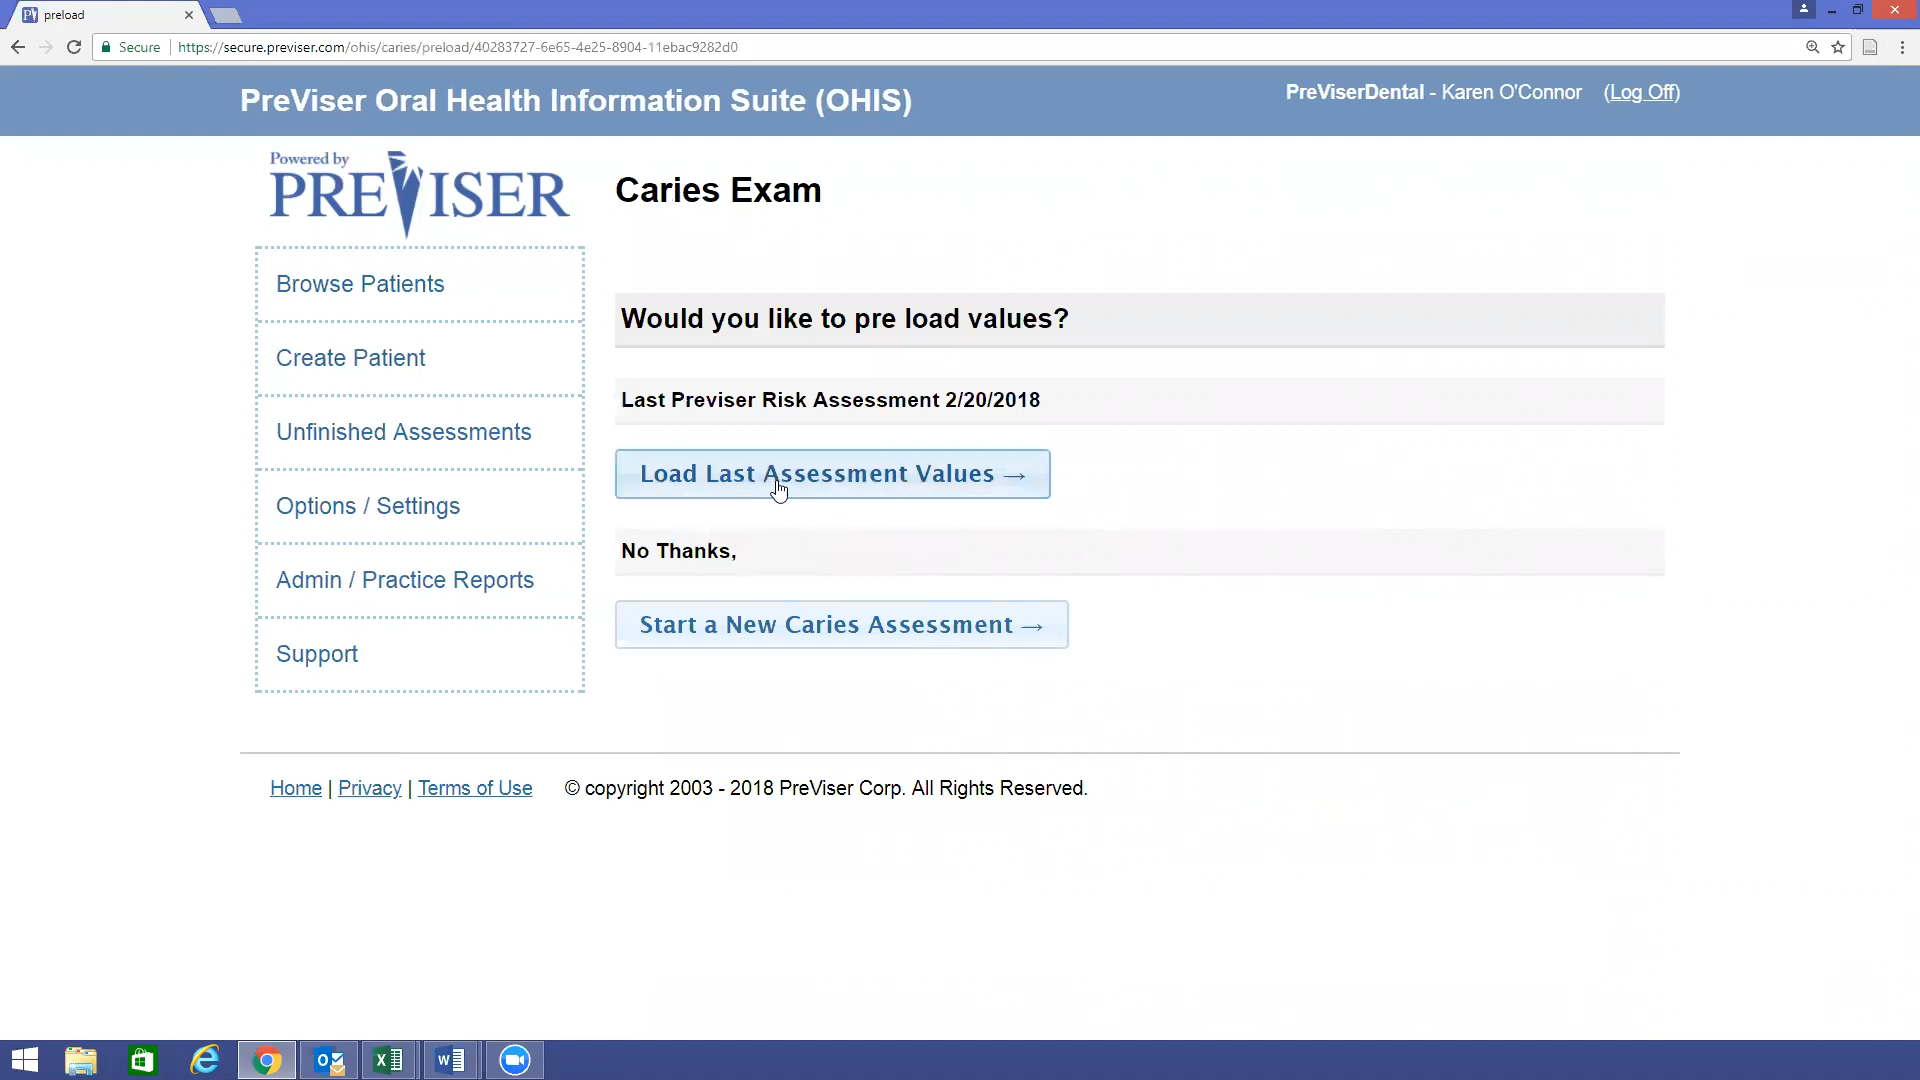 preload
Secure https://secure.previser.com/ohis/caries/preload/40283727-6e65-4e25-8904-11ebac9282d0
PreViser Oral Health Information Suite (OHIS)
PreViserDental - Karen O'Connor (Log Off)
Powered by
PREVISER
Caries Exam
Browse Patients
Create Patient
Unfinished Assessments
Options / Settings
Admin / Practice Reports
Support
Would you like to pre load values?
Last Previser Risk Assessment 2/20/2018
Load Last Assessment Values →
No Thanks,
Start a New Caries Assessment →
Home | Privacy | Terms of Use © copyright 2003 - 2018 PreViser Corp. All Rights Reserved.